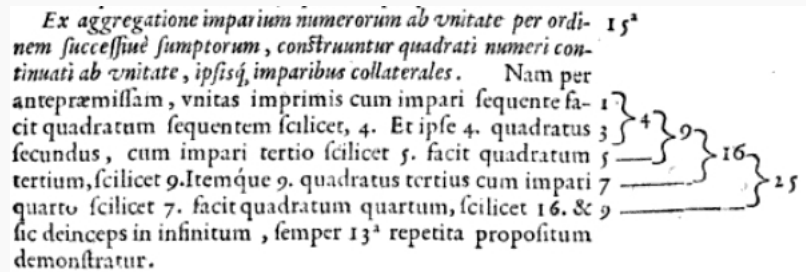 Ex aggregatione imparium numerorum ab vnitate per ordi- 15ª
nem ſucceſſiuè ſumptorum, conſtruuntur quadrati numeri con-
tinuati ab vnitate, ipſisq́, imparibus collaterales. Nam per
antepræmiſſam, vnitas imprimis cum impari ſequente fa- 1
cit quadratum ſequentem ſcilicet, 4. Et ipſe 4. quadratus 3 4 9
ſecundus, cum impari tertio ſcilicet 5. facit quadratum 5 16
tertium, ſcilicet 9. Itemq́ue 9. quadratus tertius cum impari 7 25
quarto ſcilicet 7. facit quadratum quartum, ſcilicet 16. & 9
ſic deinceps in infinitum, ſemper 13ª repetita propoſitum
demonſtratur.